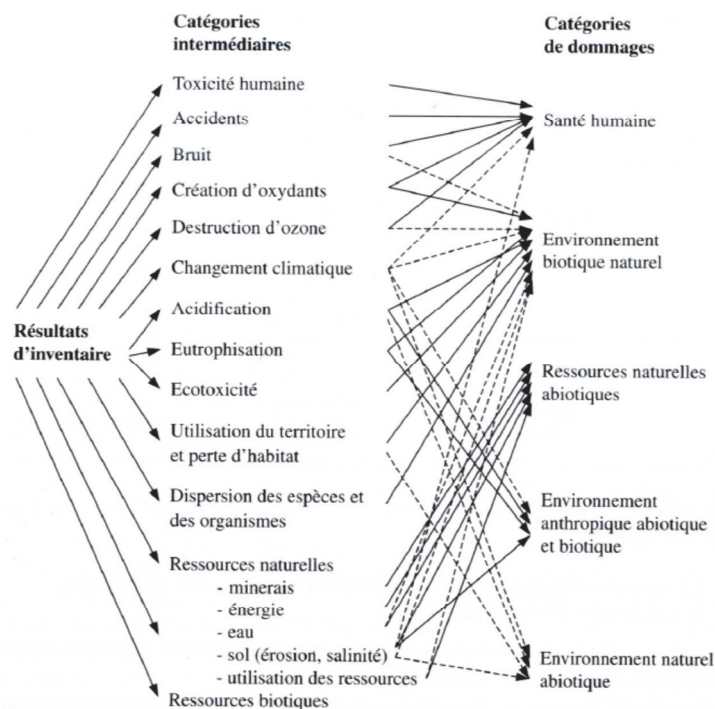 Catégories
intermédiaires
Catégories
de dommages
Toxicité humaine
Accidents
Bruit
Création d'oxydants
Destruction d'ozone
Changement climatique
Acidification
Eutrophisation
Ecotoxicité
Utilisation du territoire
et perte d'habitat
Dispersion des espèces et
des organismes
Ressources naturelles
- minerais
- énergie
- eau
- sol (érosion, salinité)
- utilisation des ressources
Ressources biotiques
Résultats
d'inventaire
Santé humaine
Environnement
biotique naturel
Ressources naturelles
abiotiques
Environnement
anthropique abiotique
et biotique
Environnement naturel
abiotique